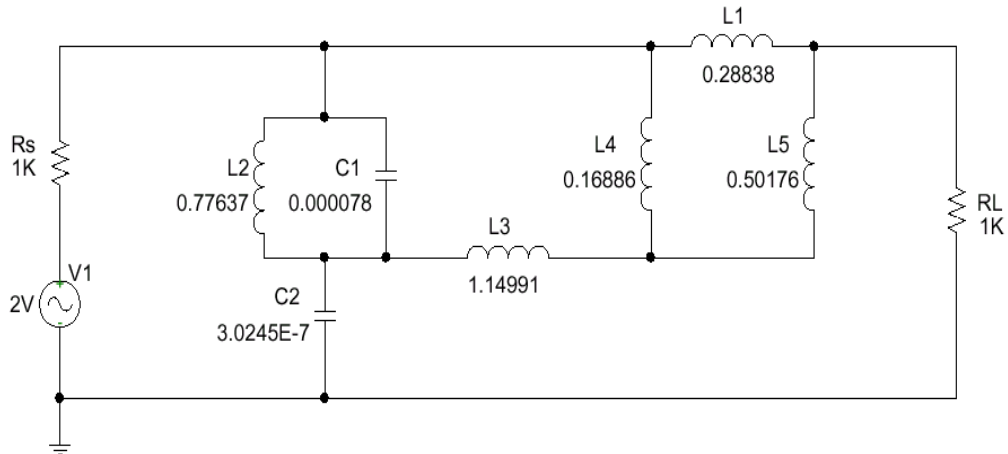 L1
0.28838
Rs
1K
L2
0.77637
C1
0.000078
L4
0.16886
L5
0.50176
RL
1K
L3
1.14991
V1
2V
+
-
C2
3.0245E-7